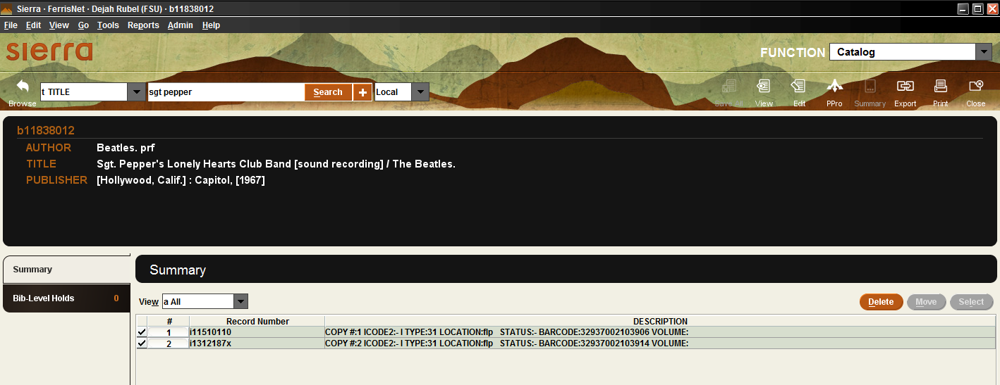 Sierra · FerrisNet · Dejah Rubel (FSU) · b11838012
File Edit View Go Tools Reports Admin Help
sierra
FUNCTION Catalog
t TITLE sgt pepper Search + Local
Browse Save All View Edit PPro Summary Export Print Close
b11838012
AUTHOR Beatles. prf
TITLE Sgt. Pepper's Lonely Hearts Club Band [sound recording] / The Beatles.
PUBLISHER [Hollywood, Calif.] : Capitol, [1967]
Summary
Bib-Level Holds 0
Summary
View a All Delete Move Select
# Record Number DESCRIPTION
1 i11510110 COPY #:1 ICODE2:- I TYPE:31 LOCATION:flp STATUS:- BARCODE:32937002103906 VOLUME:
2 i1312187x COPY #:2 ICODE2:- I TYPE:31 LOCATION:flp STATUS:- BARCODE:32937002103914 VOLUME: